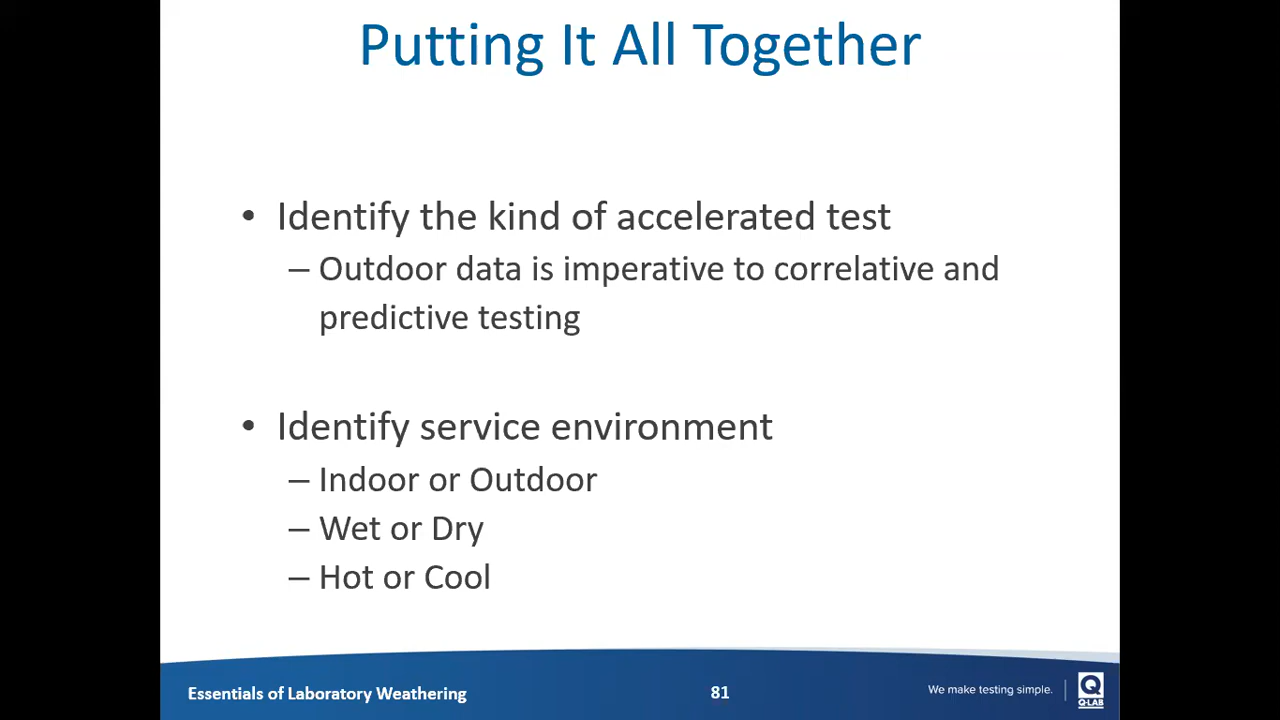 Putting It All Together
• Identify the kind of accelerated test
– Outdoor data is imperative to correlative and
predictive testing
• Identify service environment
– Indoor or Outdoor
– Wet or Dry
– Hot or Cool
Essentials of Laboratory Weathering
81
We make testing simple.
Q-LAB